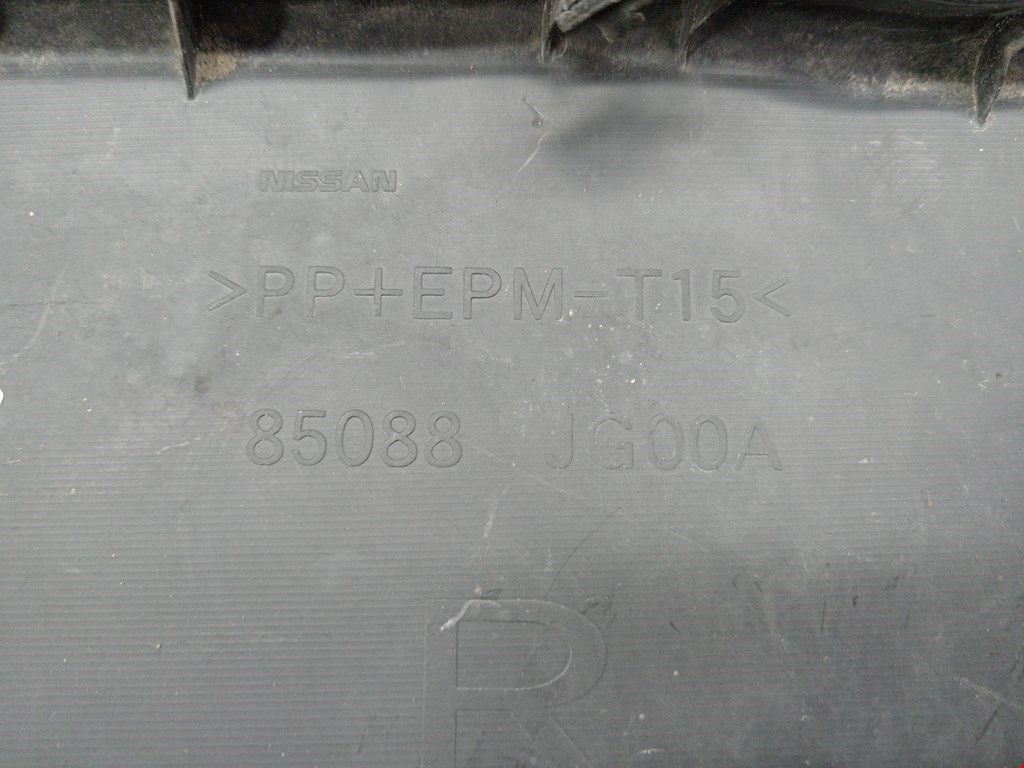 NISSAN
>PP+EPM-T15<
85088 JG00A
R